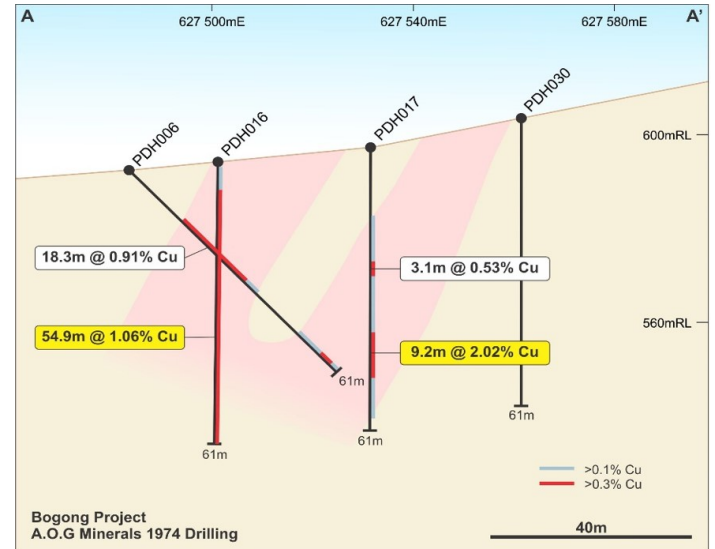 A
627 500mE
627 540mE
627 580mE
A'
PDH006
PDH016
PDH017
PDH030
600mRL
18.3m @ 0.91% Cu
3.1m @ 0.53% Cu
560mRL
54.9m @ 1.06% Cu
9.2m @ 2.02% Cu
61m
61m
61m
61m
>0.1% Cu
>0.3% Cu
Bogong Project
A.O.G Minerals 1974 Drilling
40m